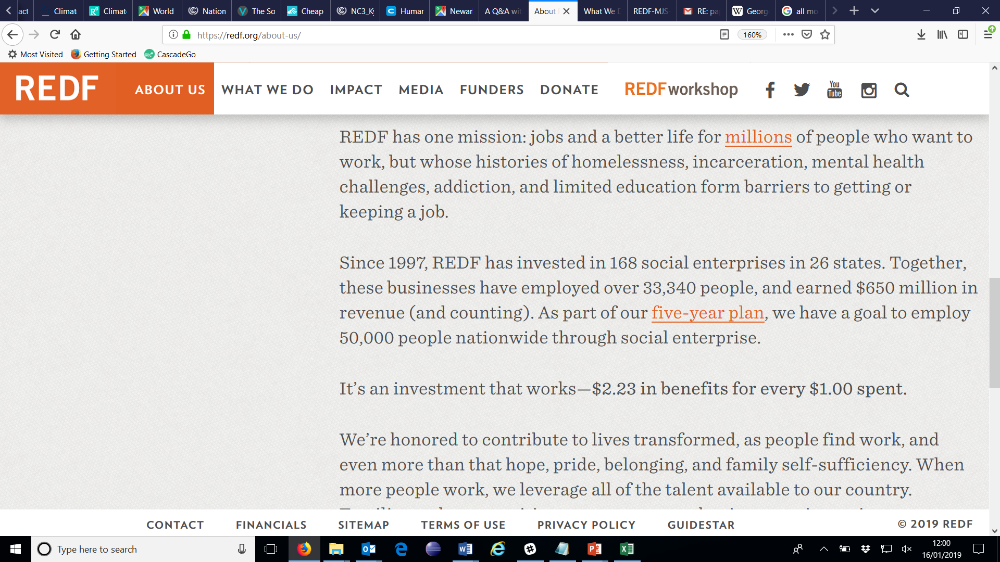 act
Climat
Climat
World
Nation
The So
Cheap
NC3_K
Humar
Newar
A Q&A wit
About
What We D
REDF-MJS
RE: pa
Georg
all mo
https://redf.org/about-us/
160%
Most Visited
Getting Started
CascadeGo
REDF
ABOUT US
WHAT WE DO
IMPACT
MEDIA
FUNDERS
DONATE
REDFworkshop
You
Tube
REDF has one mission: jobs and a better life for millions of people who want to
work, but whose histories of homelessness, incarceration, mental health
challenges, addiction, and limited education form barriers to getting or
keeping a job.
Since 1997, REDF has invested in 168 social enterprises in 26 states. Together,
these businesses have employed over 33,340 people, and earned $650 million in
revenue (and counting). As part of our five-year plan, we have a goal to employ
50,000 people nationwide through social enterprise.
It’s an investment that works—$2.23 in benefits for every $1.00 spent.
We’re honored to contribute to lives transformed, as people find work, and
even more than that hope, pride, belonging, and family self-sufficiency. When
more people work, we leverage all of the talent available to our country.
CONTACT
FINANCIALS
SITEMAP
TERMS OF USE
PRIVACY POLICY
GUIDESTAR
© 2019 REDF
Type here to search
12:00
16/01/2019